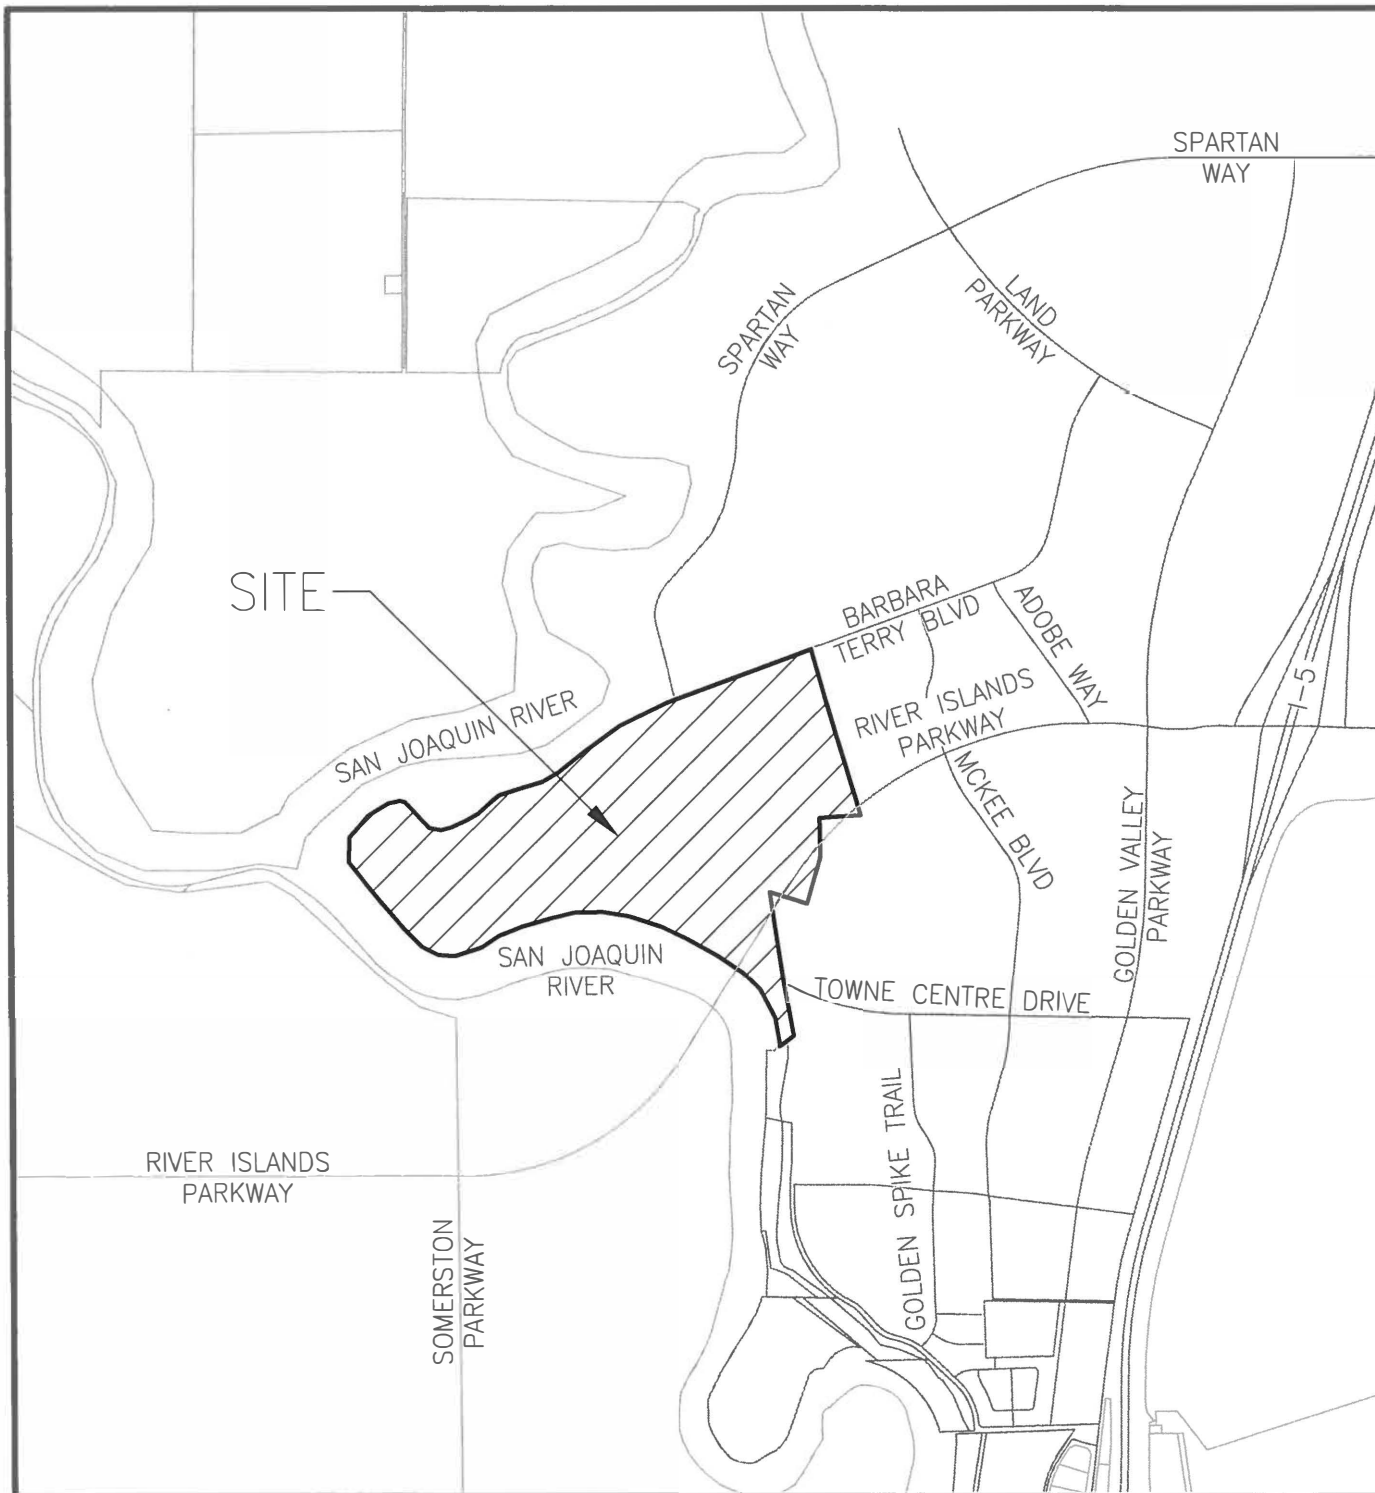 SPARTAN
WAY
LAND
PARKWAY
SPARTAN
WAY
SITE
BARBARA
TERRY BLVD
ADOBE WAY
RIVER ISLANDS
PARKWAY
I-5
SAN JOAQUIN RIVER
MCKEE BLVD
GOLDEN VALLEY
PARKWAY
SAN JOAQUIN
RIVER
TOWNE CENTRE DRIVE
GOLDEN SPIKE TRAIL
RIVER ISLANDS
PARKWAY
SOMERSTON
PARKWAY